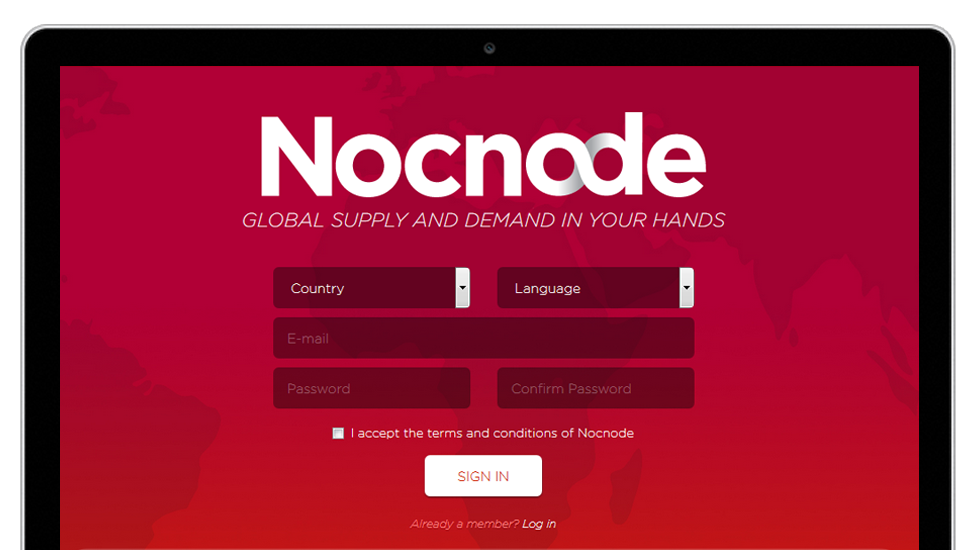 Nocnode
GLOBAL SUPPLY AND DEMAND IN YOUR HANDS
Country Language
E-mail
Password Confirm Password
I accept the terms and conditions of Nocnode
SIGN IN
Already a member? Log in